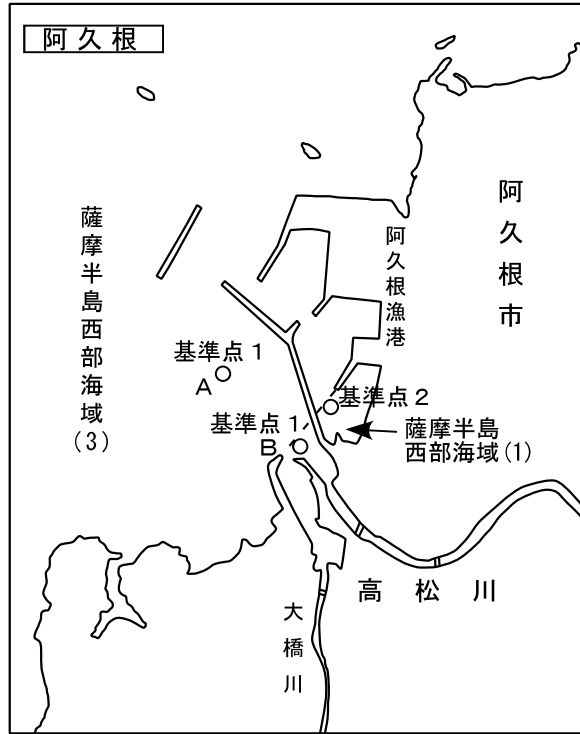 阿久根
阿久根市
阿久根漁港
薩摩半島西部海域(3)
基準点1
A
基準点2
基準点1
B
薩摩半島
西部海域(1)
高松川
大橋川